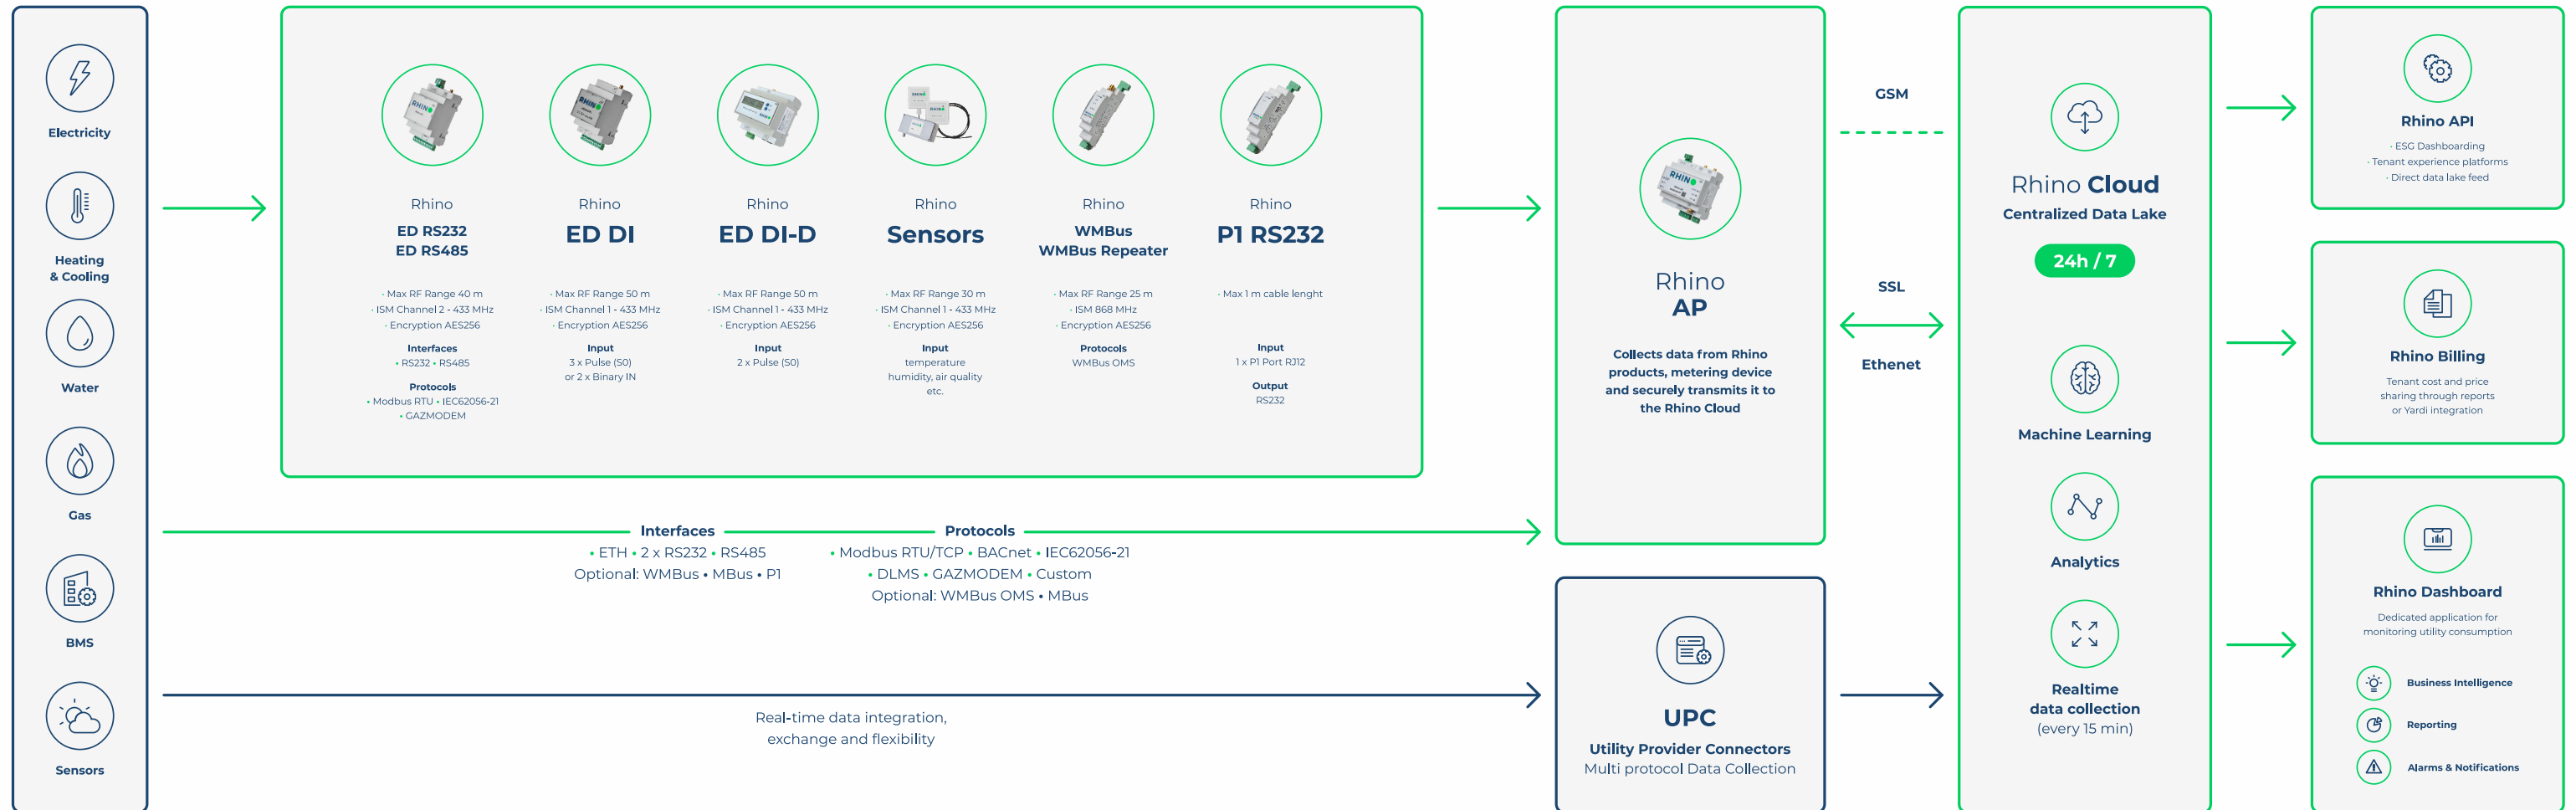 Electricity
Heating
& Cooling
Water
Gas
BMS
Sensors
Rhino
ED RS232
ED RS485
· Max RF Range 40 m
· ISM Channel 2 - 433 MHz
· Encryption AES256
Interfaces
• RS232 • RS485
Protocols
• Modbus RTU • IEC62056-21
• GAZMODEM
Rhino
ED DI
· Max RF Range 50 m
· ISM Channel 1 - 433 MHz
· Encryption AES256
Input
3 x Pulse (S0)
or 2 x Binary IN
Rhino
ED DI-D
· Max RF Range 50 m
· ISM Channel 1 - 433 MHz
· Encryption AES256
Input
2 x Pulse (S0)
RHINO
Rhino
Sensors
· Max RF Range 30 m
· ISM Channel 1 - 433 MHz
· Encryption AES256
Input
temperature
humidity, air quality
etc.
Rhino
WMBus
WMBus Repeater
· Max RF Range 25 m
· ISM 868 MHz
· Encryption AES256
Protocols
WMBus OMS
Rhino
P1 RS232
· Max 1 m cable lenght
Input
1 x P1 Port RJ12
Output
RS232
Interfaces
• ETH • 2 x RS232 • RS485
Optional: WMBus • MBus • P1
Protocols
• Modbus RTU/TCP • BACnet • IEC62056-21
• DLMS • GAZMODEM • Custom
Optional: WMBus OMS • MBus
Real-time data integration,
exchange and flexibility
RHINO
Rhino
AP
Collects data from Rhino
products, metering device
and securely transmits it to
the Rhino Cloud
UPC
Utility Provider Connectors
Multi protocol Data Collection
GSM
SSL
Ethenet
Rhino Cloud
Centralized Data Lake
24h / 7
Machine Learning
Analytics
Realtime
data collection
(every 15 min)
Rhino API
· ESG Dashboarding
· Tenant experience platforms
· Direct data lake feed
Rhino Billing
Tenant cost and price
sharing through reports
or Yardi integration
Rhino Dashboard
Dedicated application for
monitoring utility consumption
Business Intelligence
Reporting
Alarms & Notifications